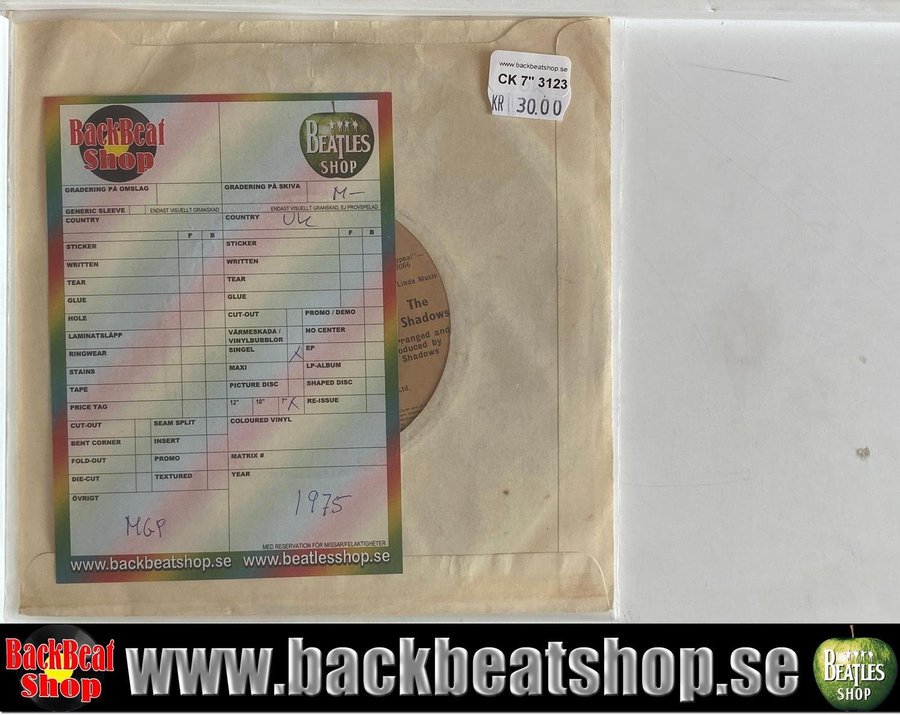 www.backbeatshop.se
CK 7" 3123
KR 30.00
BackBeat
Shop
BEATLES
SHOP
GRADERING PÅ OMSLAG
GRADERING PÅ SKIVA
M-
GENERIC SLEEVE
ENDAST VISUELLT GRANSKAD
ENDAST VISUELLT GRANSKAD, EJ PROVSPELAD
COUNTRY
COUNTRY UK
F B
F B
STICKER
STICKER
WRITTEN
WRITTEN
TEAR
TEAR
GLUE
GLUE
HOLE
CUT-OUT PROMO / DEMO
LAMINATSLÄPP
VÄRMESKADA /
VINYLBUBBLOR
NO CENTER
RINGWEAR
SINGEL X EP
STAINS
MAXI LP-ALBUM
TAPE
PICTURE DISC SHAPED DISC
PRICE TAG
12" 10" 7" X RE-ISSUE
CUT-OUT SEAM SPLIT
COLOURED VINYL
BENT CORNER INSERT
FOLD-OUT PROMO
MATRIX #
DIE-CUT TEXTURED
YEAR
ÖVRIGT
1975
MGP
MED RESERVATION FÖR MISSAR/FELAKTIGHETER
www.backbeatshop.se www.beatlesshop.se
Linda Music
The
Shadows
ranged and
oduced by
Shadows
Ltd.
BackBeat
Shop
www.backbeatshop.se
BEATLES
SHOP